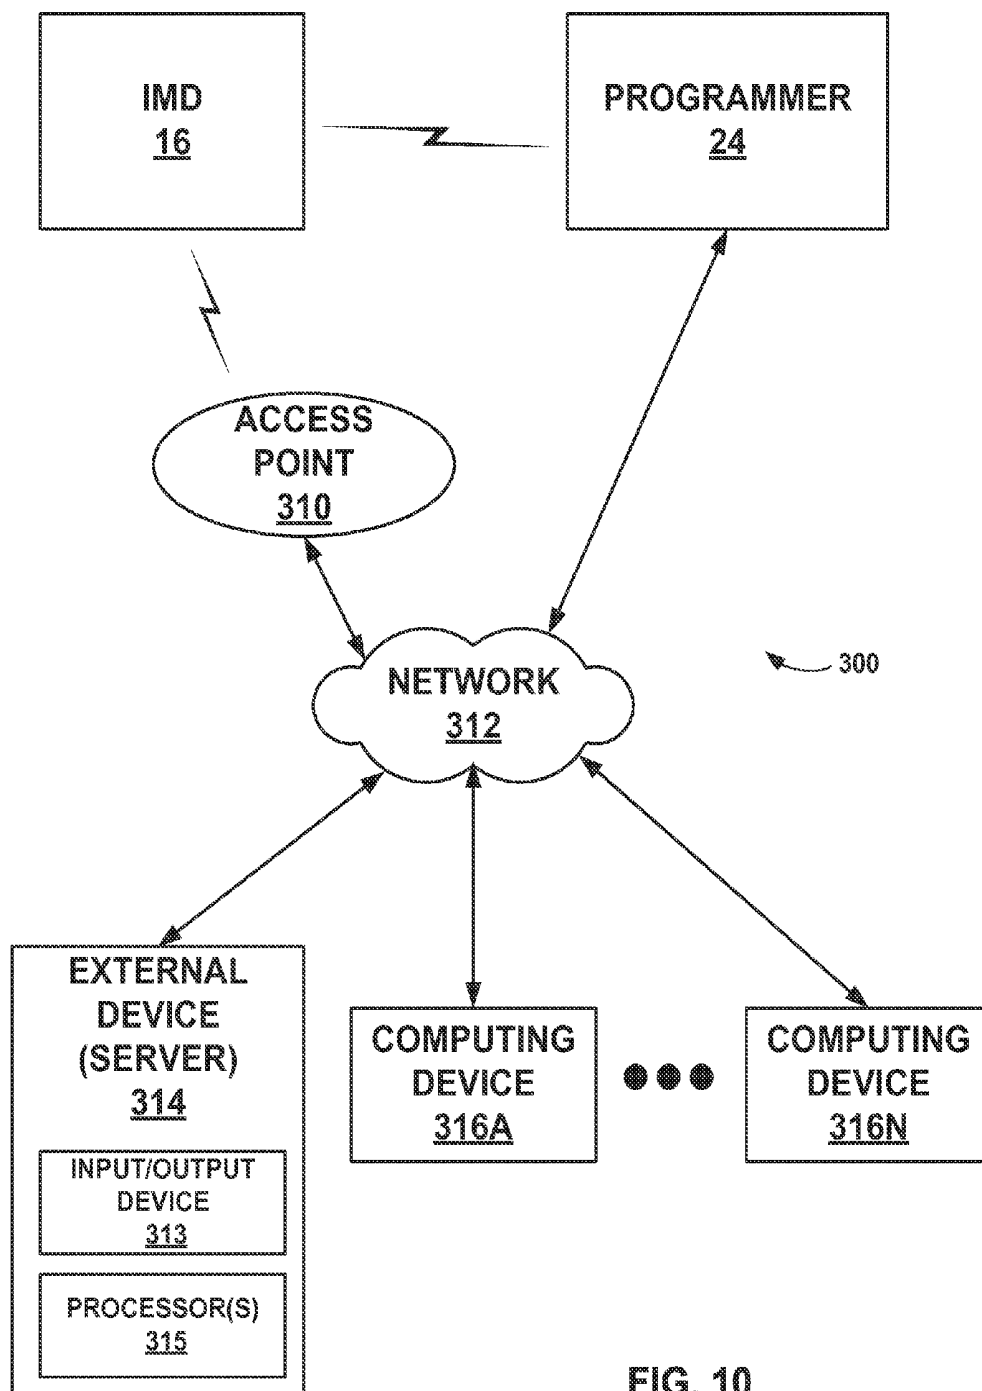 IMD
16
PROGRAMMER
24
ACCESS
POINT
310
NETWORK
312
300
EXTERNAL
DEVICE
(SERVER)
314
INPUT/OUTPUT
DEVICE
313
PROCESSOR(S)
315
COMPUTING
DEVICE
316A
COMPUTING
DEVICE
316N
FIG. 10